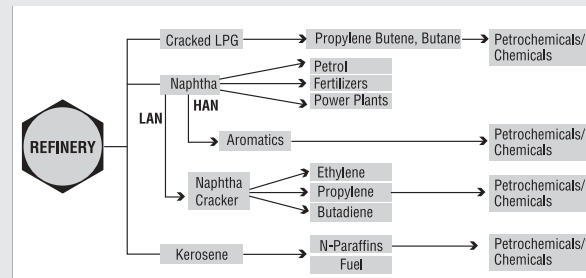 Cracked LPG
Propylene Butene, Butane
Petrochemicals/
Chemicals
Naphtha
Petrol
Fertilizers
Power Plants
LAN
HAN
REFINERY
Aromatics
Petrochemicals/
Chemicals
Naphtha
Cracker
Ethylene
Propylene
Butadiene
Petrochemicals/
Chemicals
Kerosene
N-Paraffins
Fuel
Petrochemicals/
Chemicals